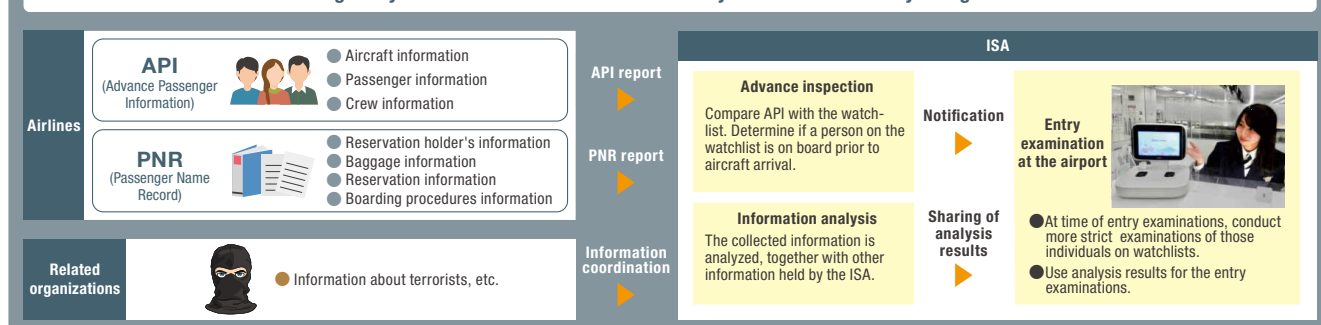 Airlines
API
(Advance Passenger
Information)
Aircraft information
Passenger information
Crew information
PNR
(Passenger Name
Record)
Reservation holder's information
Baggage information
Reservation information
Boarding procedures information
Related
organizations
Information about terrorists, etc.
API report
PNR report
Information
coordination
ISA
Advance inspection
Compare API with the watch-
list. Determine if a person on the
watchlist is on board prior to
aircraft arrival.
Notification
Information analysis
The collected information is
analyzed, together with other
information held by the ISA.
Sharing of
analysis
results
Entry
examination
at the airport
At time of entry examinations, conduct
more strict examinations of those
individuals on watchlists.
Use analysis results for the entry
examinations.